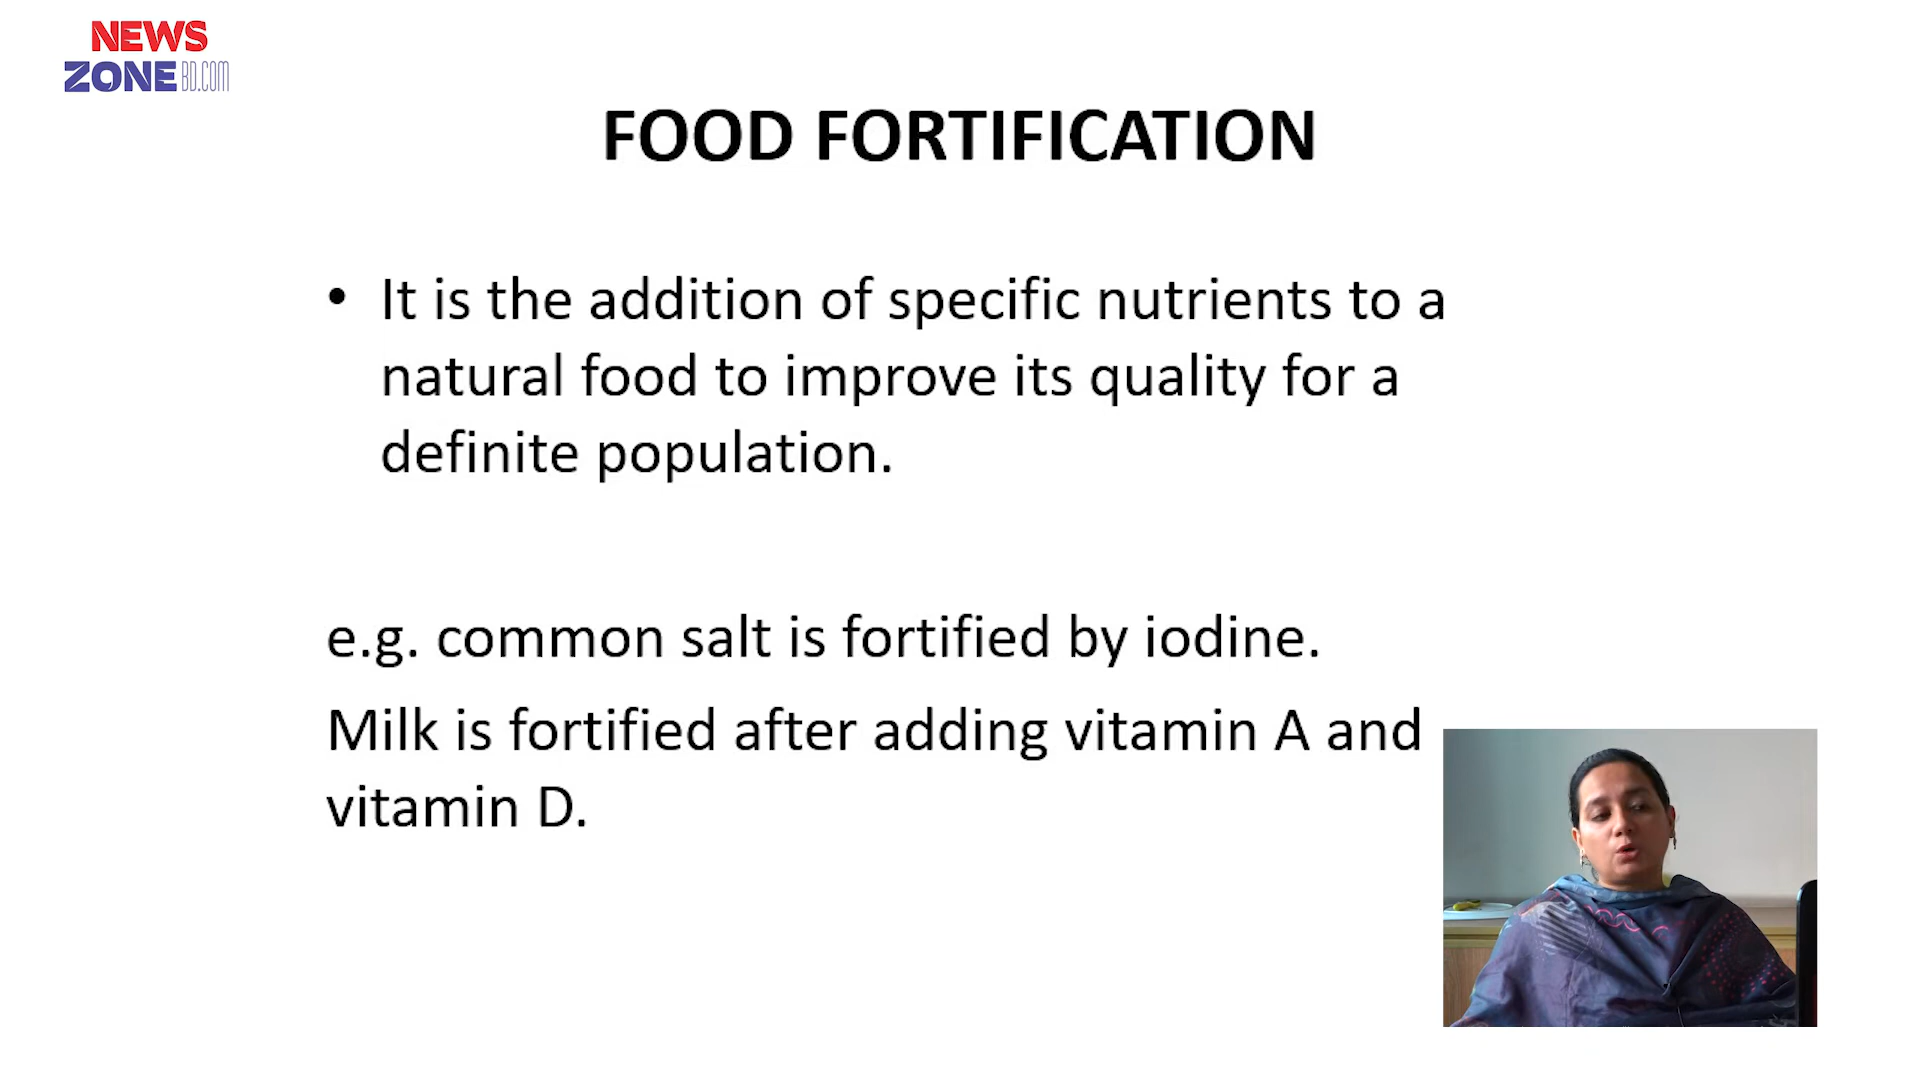 NEWS
ZONE BD.COM
FOOD FORTIFICATION
• It is the addition of specific nutrients to a
natural food to improve its quality for a
definite population.
e.g. common salt is fortified by iodine.
Milk is fortified after adding vitamin A and
vitamin D.